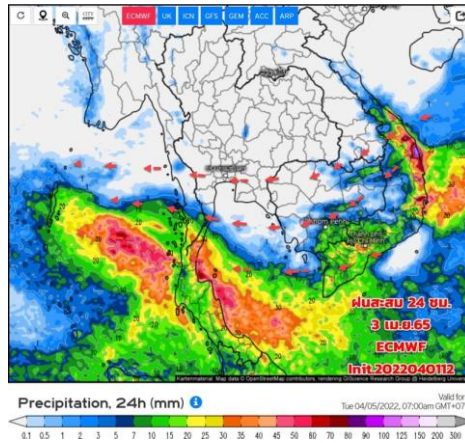 ECMWF UK ICN GFS GEM ACC ARP
ฝนสะสม 24 ชม.
3 เม.ย.65
ECMWF
Init.2022040112
Kartenmaterial: Map data © OpenStreetMap contributors, rendering GIScience Research Group @ Heidelberg University
Precipitation, 24h (mm)
Valid for
Tue 04/05/2022, 07:00am GMT+07
0.1 0.5 1 2 3 5 7 10 15 20 25 30 35 40 45 50 60 70 80 90 100 125 150 200 300